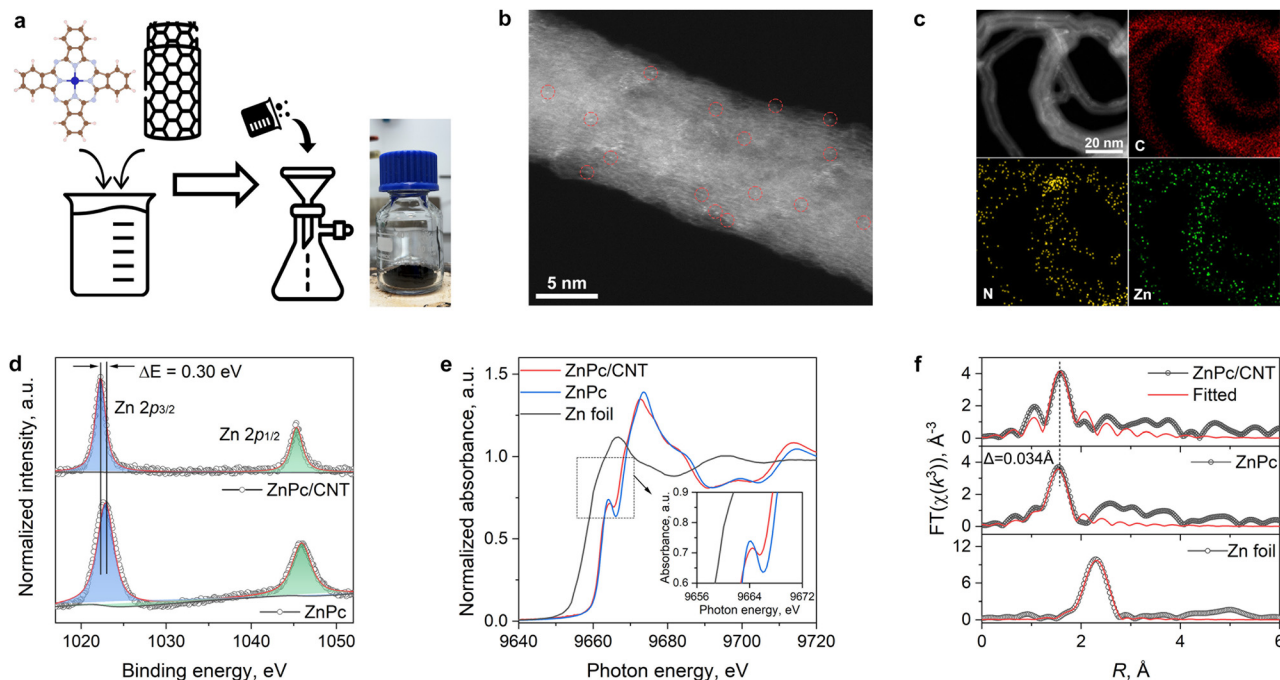 a
b
5 nm
c
20 nm
C
N
Zn
d
ΔE = 0.30 eV
Zn 2p3/2
Zn 2p1/2
ZnPc/CNT
ZnPc
Normalized intensity, a.u.
1020
1030
1040
1050
Binding energy, eV
e
ZnPc/CNT
ZnPc
Zn foil
Normalized absorbance, a.u.
1.5
1.0
0.5
0.0
9640
9660
9680
9700
9720
Photon energy, eV
Absorbance, a.u.
0.9
0.8
0.7
0.6
9656
9664
9672
Photon energy, eV
f
ZnPc/CNT
Fitted
4
2
0
Δ=0.034Å
ZnPc
4
2
0
Zn foil
12
6
0
FT(χ(k³)), Å⁻³
0
2
4
6
R, Å